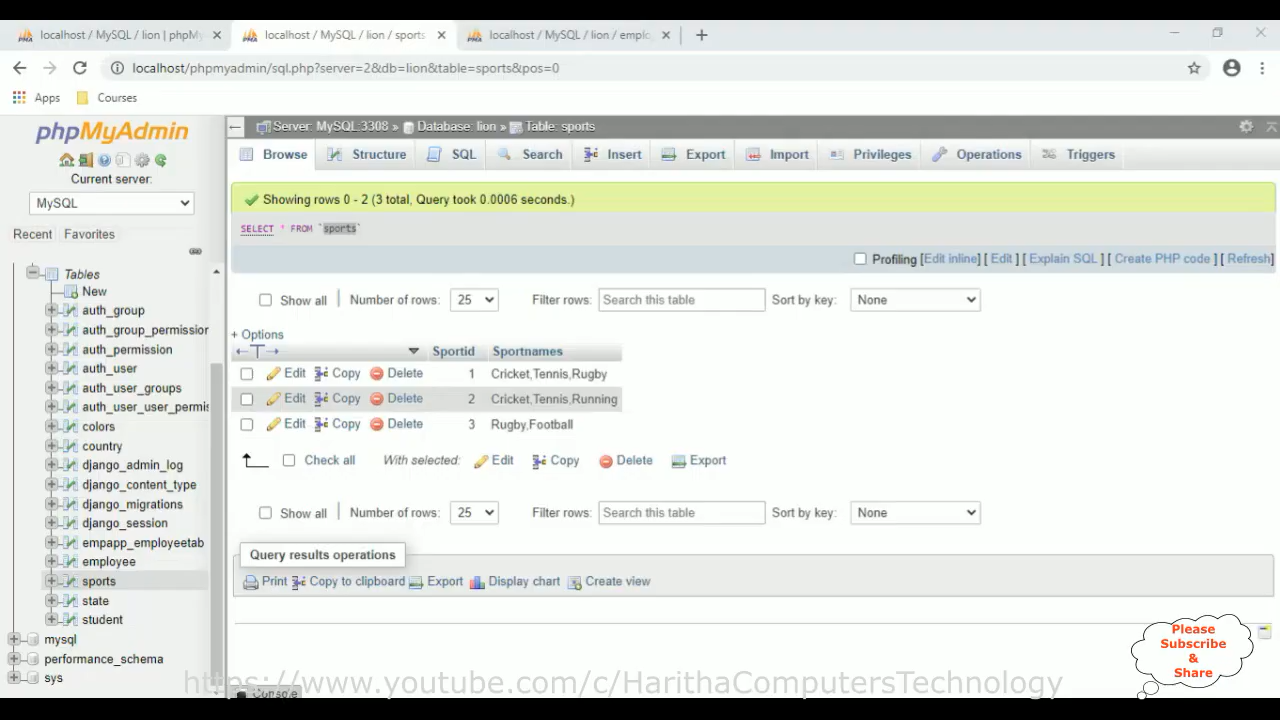 localhost / MySQL / lion | phpM
localhost / MySQL / lion / sports
localhost / MySQL / lion / emplo
localhost/phpmyadmin/sql.php?server=2&db=lion&table=sports&pos=0
Apps
Courses
phpMyAdmin
Current server:
MySQL
Recent
Favorites
Tables
New
auth_group
auth_group_permission
auth_permission
auth_user
auth_user_groups
auth_user_user_permis
colors
country
django_admin_log
django_content_type
django_migrations
django_session
empapp_employeetab
employee
sports
state
student
mysql
performance_schema
sys
Server: MySQL:3308 » Database: lion » Table: sports
Browse Structure SQL Search Insert Export Import Privileges Operations Triggers
Showing rows 0 - 2 (3 total, Query took 0.0006 seconds.)
SELECT * FROM `sports`
Profiling [Edit inline] [ Edit ] [ Explain SQL ] [ Create PHP code ] [ Refresh]
Show all | Number of rows: 25 Filter rows: Search this table Sort by key: None
+ Options
←T→ Sportid Sportnames
Edit Copy Delete 1 Cricket,Tennis,Rugby
Edit Copy Delete 2 Cricket,Tennis,Running
Edit Copy Delete 3 Rugby,Football
Check all With selected: Edit Copy Delete Export
Show all | Number of rows: 25 Filter rows: Search this table Sort by key: None
Query results operations
Print Copy to clipboard Export Display chart Create view
Please
Subscribe
&
Share
Console
https://www.youtube.com/c/HarithaComputersTechnology